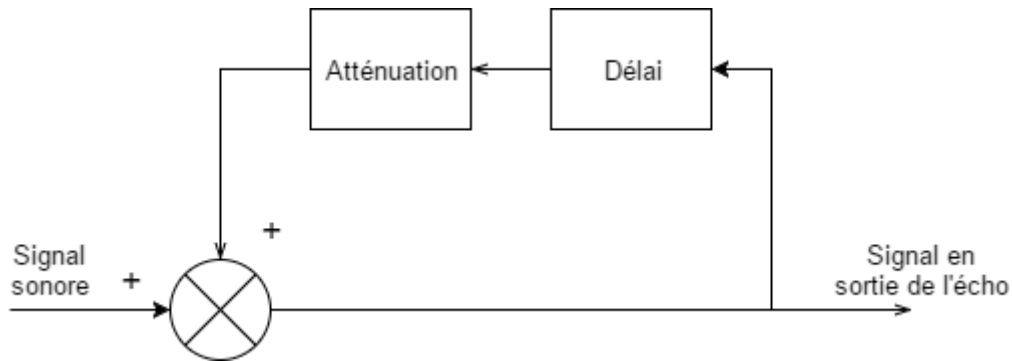 Atténuation
Délai
+
Signal
sonore
+
Signal en
sortie de l'écho